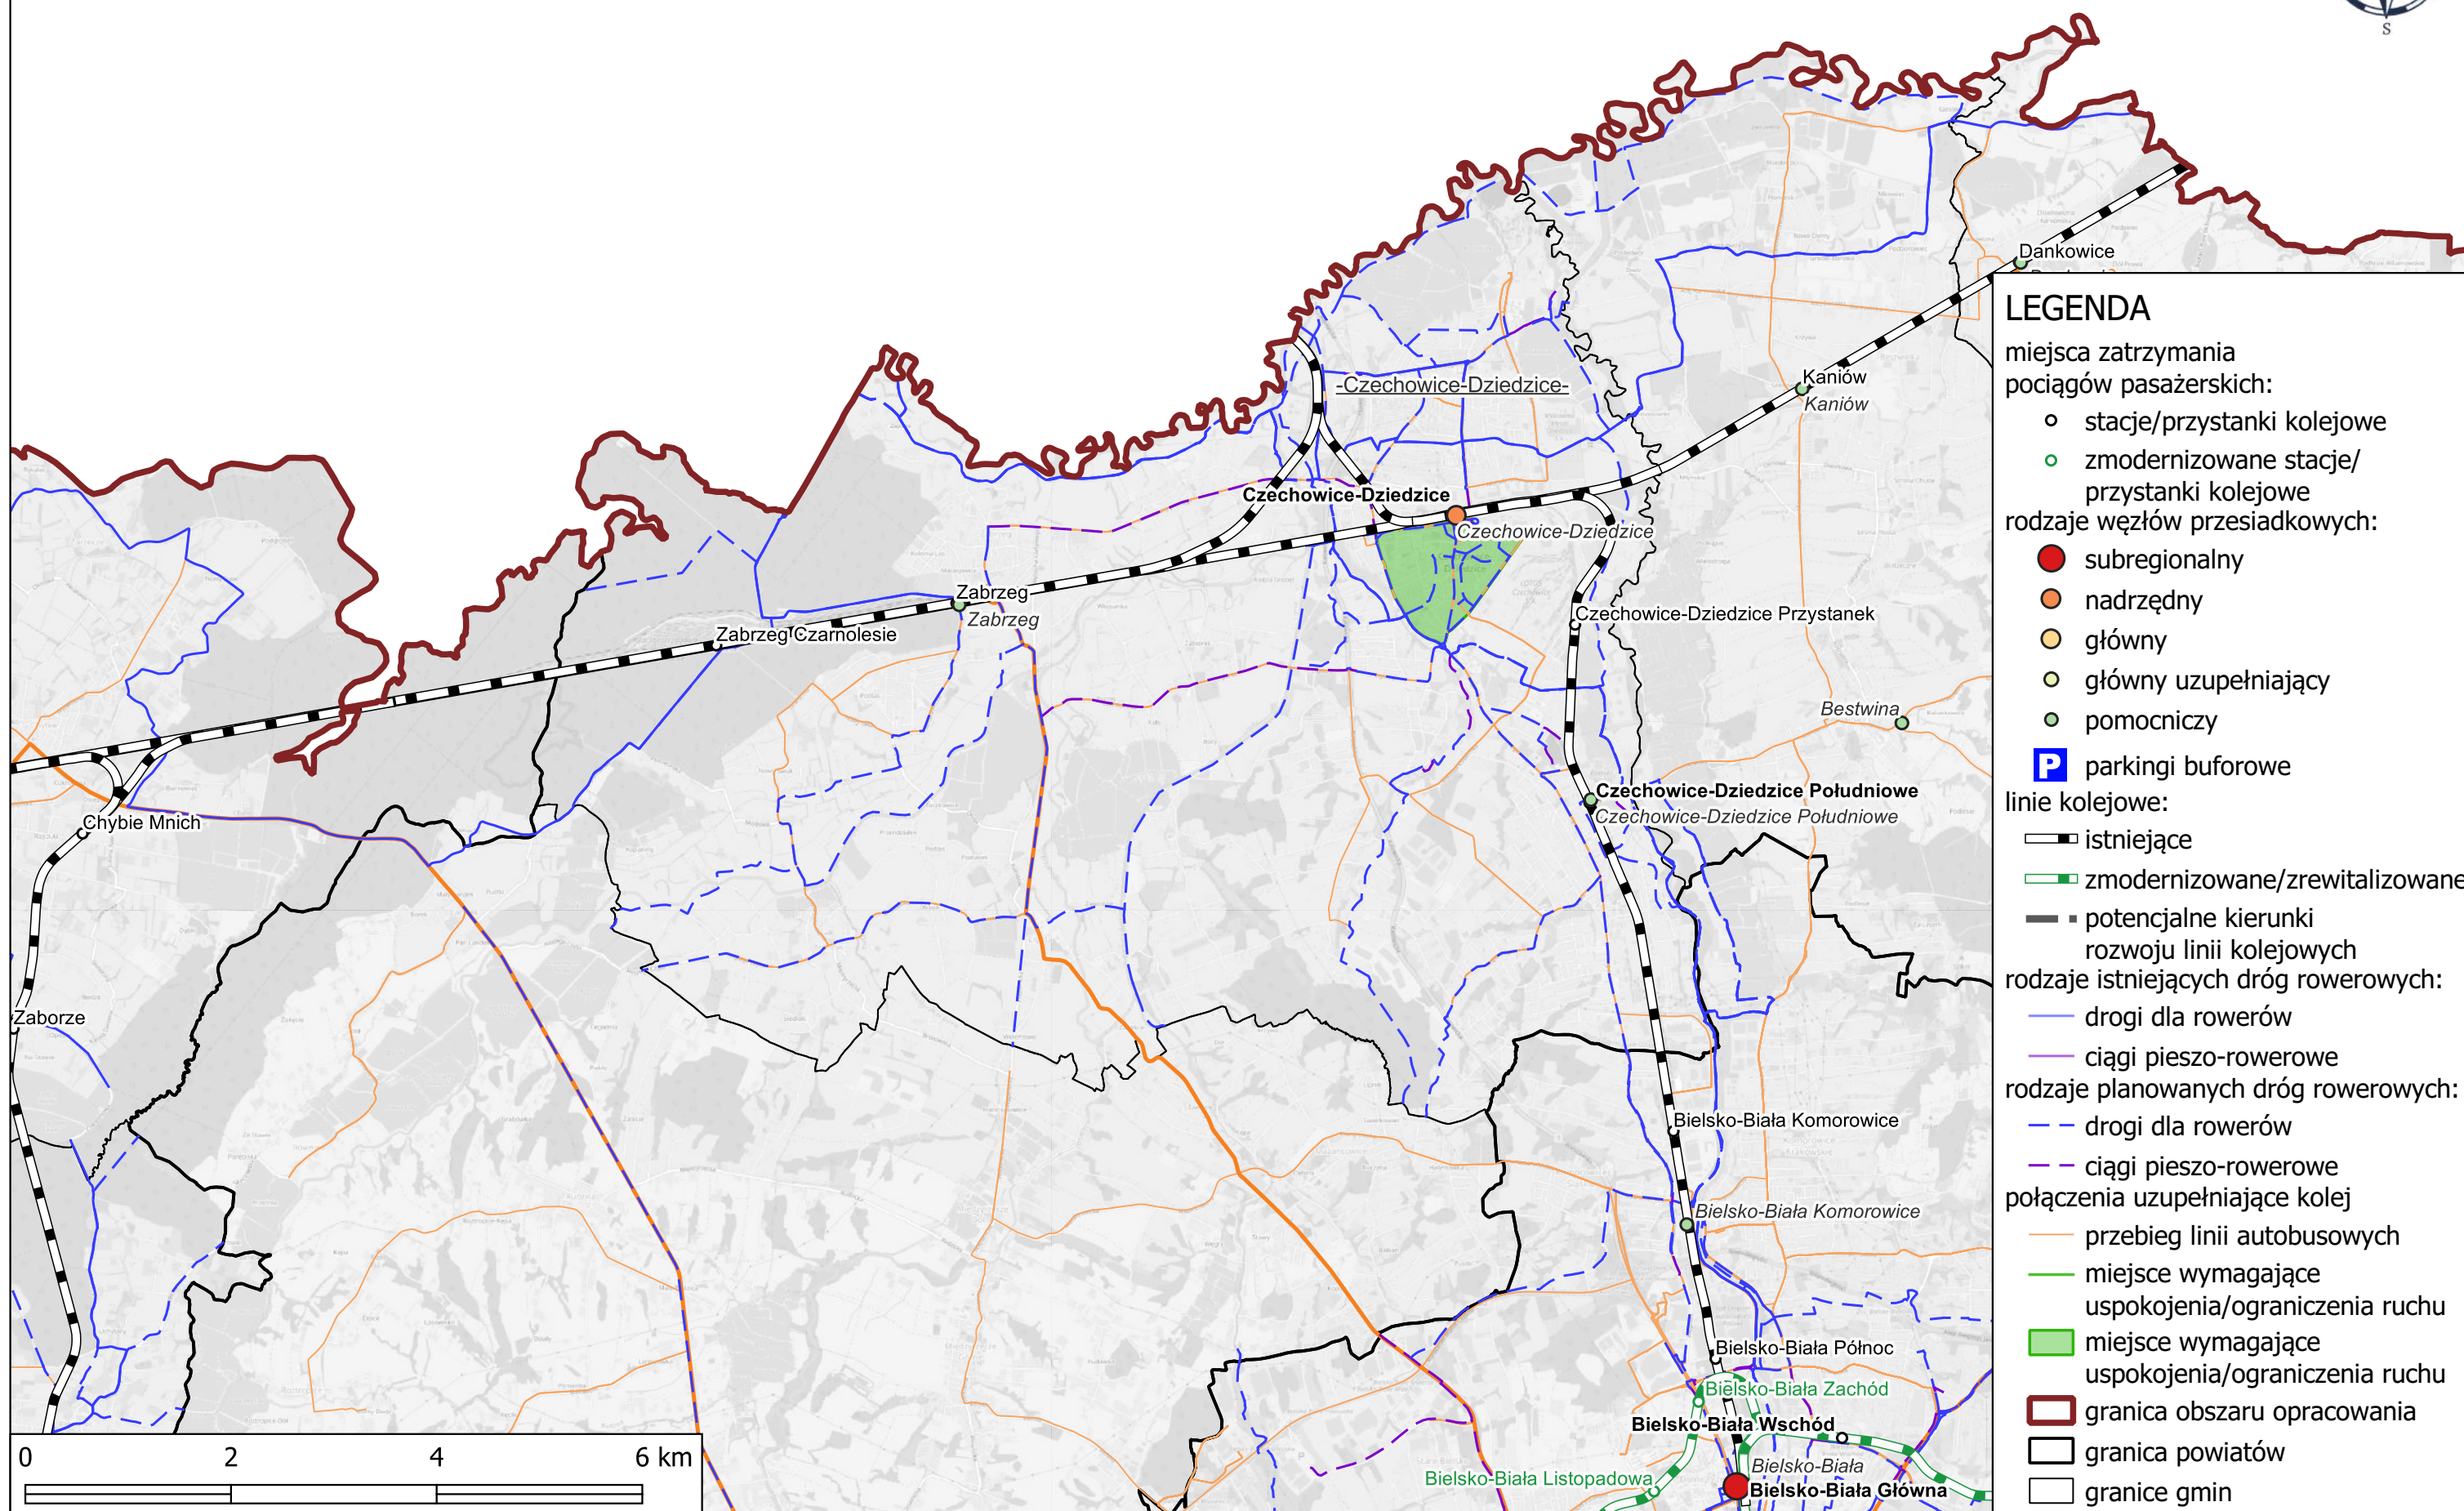 S
Dankowice
Kaniów
Kaniów
-Czechowice-Dziedzice-
Czechowice-Dziedzice
Czechowice-Dziedzice
Zabrzeg
Zabrzeg
Zabrzeg Czarnolesie
Czechowice-Dziedzice Przystanek
Bestwina
Czechowice-Dziedzice Południowe
Czechowice-Dziedzice Południowe
Chybie Mnich
Zaborze
Bielsko-Biała Komorowice
Bielsko-Biała Komorowice
Bielsko-Biała Północ
Bielsko-Biała Zachód
Bielsko-Biała Wschód
Bielsko-Biała
Bielsko-Biała Listopadowa
Bielsko-Biała Główna
0 2 4 6 km
LEGENDA
miejsca zatrzymania
pociągów pasażerskich:
stacje/przystanki kolejowe
zmodernizowane stacje/
przystanki kolejowe
rodzaje węzłów przesiadkowych:
subregionalny
nadrzędny
główny
główny uzupełniający
pomocniczy
P parkingi buforowe
linie kolejowe:
istniejące
zmodernizowane/zrewitalizowane
potencjalne kierunki
rozwoju linii kolejowych
rodzaje istniejących dróg rowerowych:
drogi dla rowerów
ciągi pieszo-rowerowe
rodzaje planowanych dróg rowerowych:
drogi dla rowerów
ciągi pieszo-rowerowe
połączenia uzupełniające kolej
przebieg linii autobusowych
miejsce wymagające
uspokojenia/ograniczenia ruchu
miejsce wymagające
uspokojenia/ograniczenia ruchu
granica obszaru opracowania
granica powiatów
granice gmin